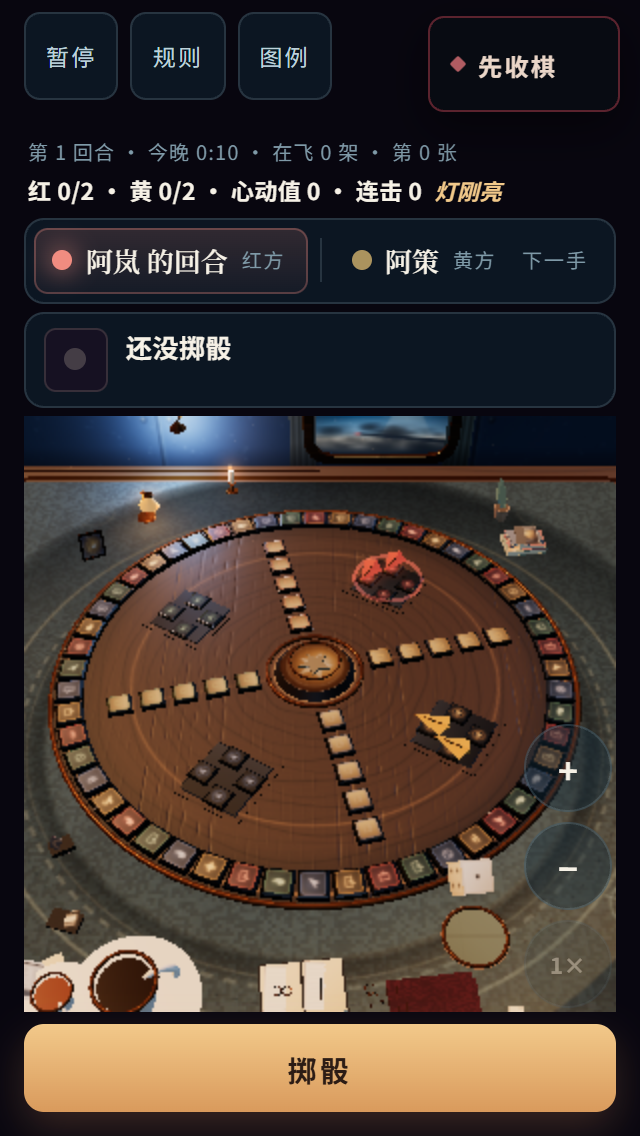 暂停 规则 图例 先收棋
第 1 回合 · 今晚 0:10 · 在飞 0 架 · 第 0 张
红 0/2 · 黄 0/2 · 心动值 0 · 连击 0 灯刚亮
阿岚 的回合 红方 阿策 黄方 下一手
还没掷骰
+
−
1×
掷骰